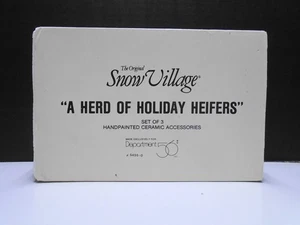 The Original
Snow Village®
"A HERD OF HOLIDAY HEIFERS"
SET OF 3
HANDPAINTED CERAMIC ACCESSORIES
Department 56®